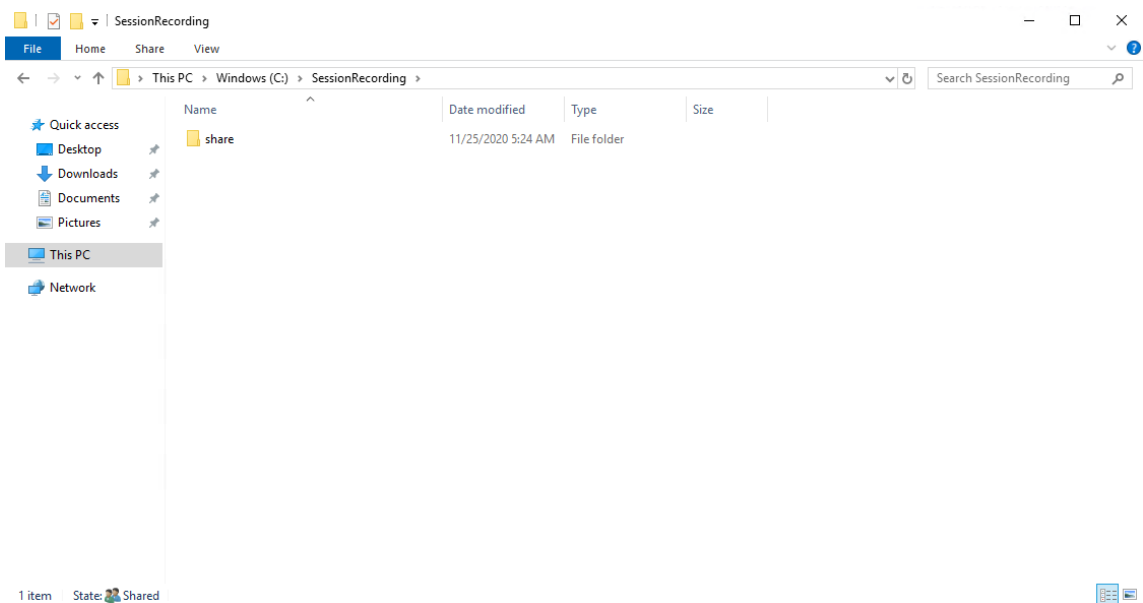 SessionRecording
File Home Share View
This PC > Windows (C:) > SessionRecording > Search SessionRecording
Name Date modified Type Size
Quick access
share 11/25/2020 5:24 AM File folder
Desktop
Downloads
Documents
Pictures
This PC
Network
1 item State: Shared